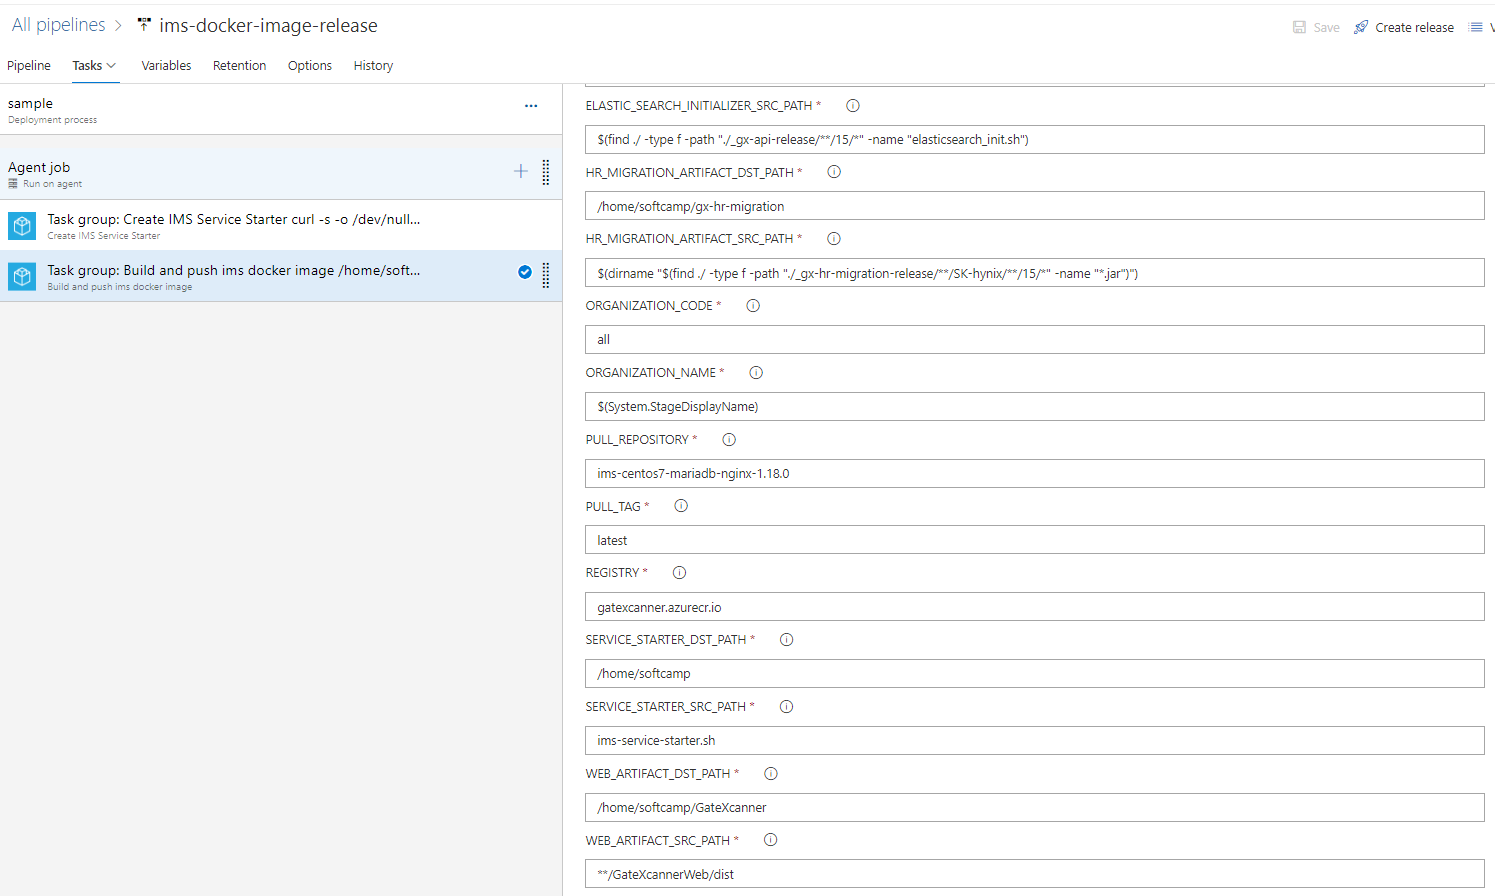 All pipelines > ims-docker-image-release
Save Create release
Pipeline Tasks Variables Retention Options History
sample
Deployment process
Agent job
Run on agent
Task group: Create IMS Service Starter curl -s -o /dev/null...
Create IMS Service Starter
Task group: Build and push ims docker image /home/soft...
Build and push ims docker image
ELASTIC_SEARCH_INITIALIZER_SRC_PATH *
$(find ./ -type f -path "./_gx-api-release/**/15/*" -name "elasticsearch_init.sh")
HR_MIGRATION_ARTIFACT_DST_PATH *
/home/softcamp/gx-hr-migration
HR_MIGRATION_ARTIFACT_SRC_PATH *
$(dirname "$(find ./ -type f -path "./_gx-hr-migration-release/**/SK-hynix/**/15/*" -name "*.jar")")
ORGANIZATION_CODE *
all
ORGANIZATION_NAME *
$(System.StageDisplayName)
PULL_REPOSITORY *
ims-centos7-mariadb-nginx-1.18.0
PULL_TAG *
latest
REGISTRY *
gatexcanner.azurecr.io
SERVICE_STARTER_DST_PATH *
/home/softcamp
SERVICE_STARTER_SRC_PATH *
ims-service-starter.sh
WEB_ARTIFACT_DST_PATH *
/home/softcamp/GateXcanner
WEB_ARTIFACT_SRC_PATH *
**/GateXcannerWeb/dist